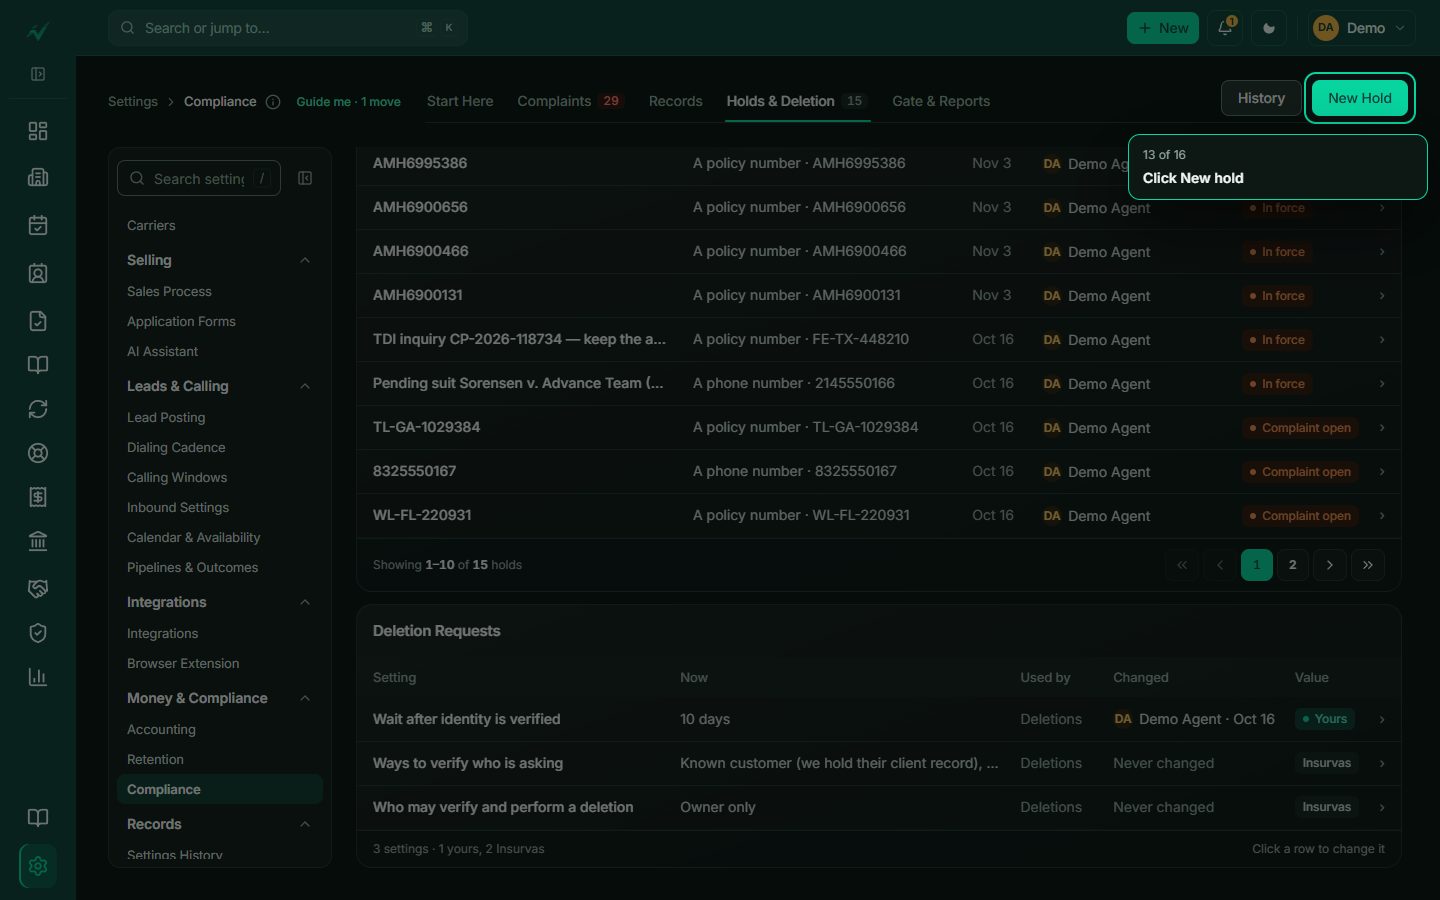 Search or jump to...
⌘ K
New
1
DA Demo
Settings > Compliance
Guide me · 1 move
Start Here
Complaints 29
Records
Holds & Deletion 15
Gate & Reports
History
New Hold
13 of 16
Click New hold
Search setting /
Carriers
Selling
Sales Process
Application Forms
AI Assistant
Leads & Calling
Lead Posting
Dialing Cadence
Calling Windows
Inbound Settings
Calendar & Availability
Pipelines & Outcomes
Integrations
Integrations
Browser Extension
Money & Compliance
Accounting
Retention
Compliance
Records
Settings History
AMH6995386 A policy number · AMH6995386 Nov 3 DA Demo Ag
AMH6900656 A policy number · AMH6900656 Nov 3 DA Demo Agent In force
AMH6900466 A policy number · AMH6900466 Nov 3 DA Demo Agent In force
AMH6900131 A policy number · AMH6900131 Nov 3 DA Demo Agent In force
TDI inquiry CP-2026-118734 — keep the a... A policy number · FE-TX-448210 Oct 16 DA Demo Agent In force
Pending suit Sorensen v. Advance Team (... A phone number · 2145550166 Oct 16 DA Demo Agent In force
TL-GA-1029384 A policy number · TL-GA-1029384 Oct 16 DA Demo Agent Complaint open
8325550167 A phone number · 8325550167 Oct 16 DA Demo Agent Complaint open
WL-FL-220931 A policy number · WL-FL-220931 Oct 16 DA Demo Agent Complaint open
Showing 1–10 of 15 holds
« ‹ 1 2 › »
Deletion Requests
Setting Now Used by Changed Value
Wait after identity is verified 10 days Deletions DA Demo Agent · Oct 16 Yours
Ways to verify who is asking Known customer (we hold their client record), ... Deletions Never changed Insurvas
Who may verify and perform a deletion Owner only Deletions Never changed Insurvas
3 settings · 1 yours, 2 Insurvas
Click a row to change it